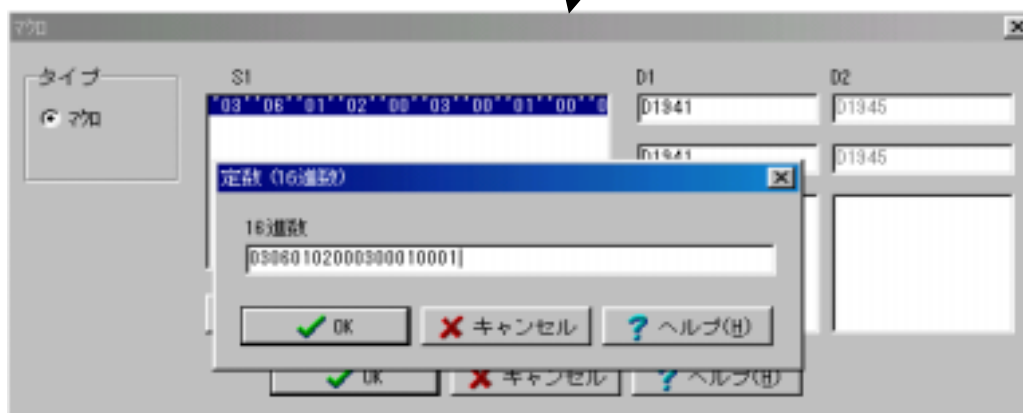 マクロ
タイプ
マクロ
S1
D1
D2
"03""06""01""02""00""03""00""01""00""0
D1941
D1945
D1941
D1945
定数 (16進数)
16進数
03060102000300010001
OK
キャンセル
ヘルプ(H)
OK
キャンセル
ヘルプ(H)